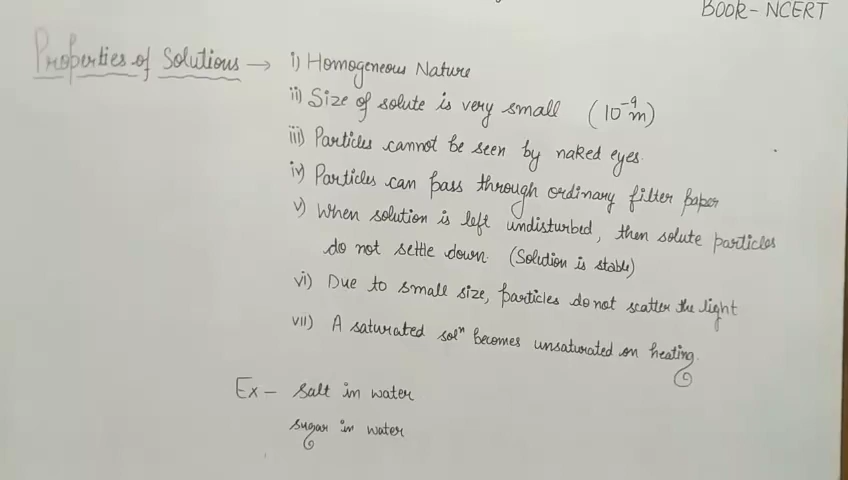 BOOK - NCERT
Properties of Solutions → i) Homogeneous Nature
ii) Size of solute is very small (10⁻⁹m)
iii) Particles cannot be seen by naked eyes.
iv) Particles can pass through ordinary filter paper
v) When solution is left undisturbed, then solute particles
do not settle down. (Solution is stable)
vi) Due to small size, particles do not scatter the light
vii) A saturated solⁿ becomes unsaturated on heating.
Ex - Salt in water
sugar in water